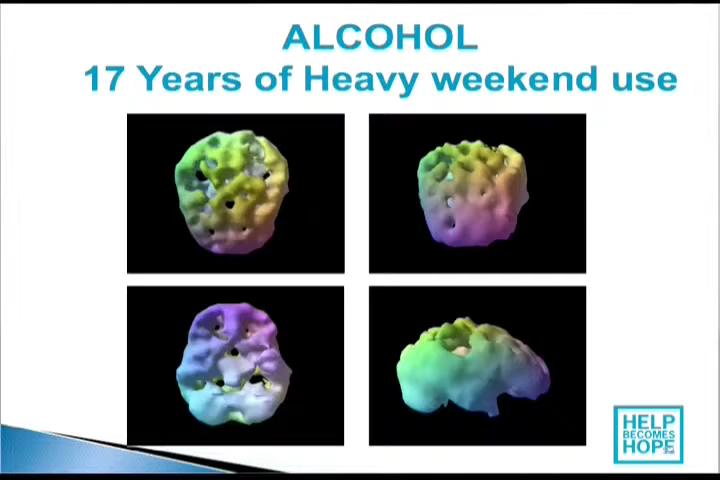 ALCOHOL
17 Years of Heavy weekend use
HELP
BECOMES
HOPE